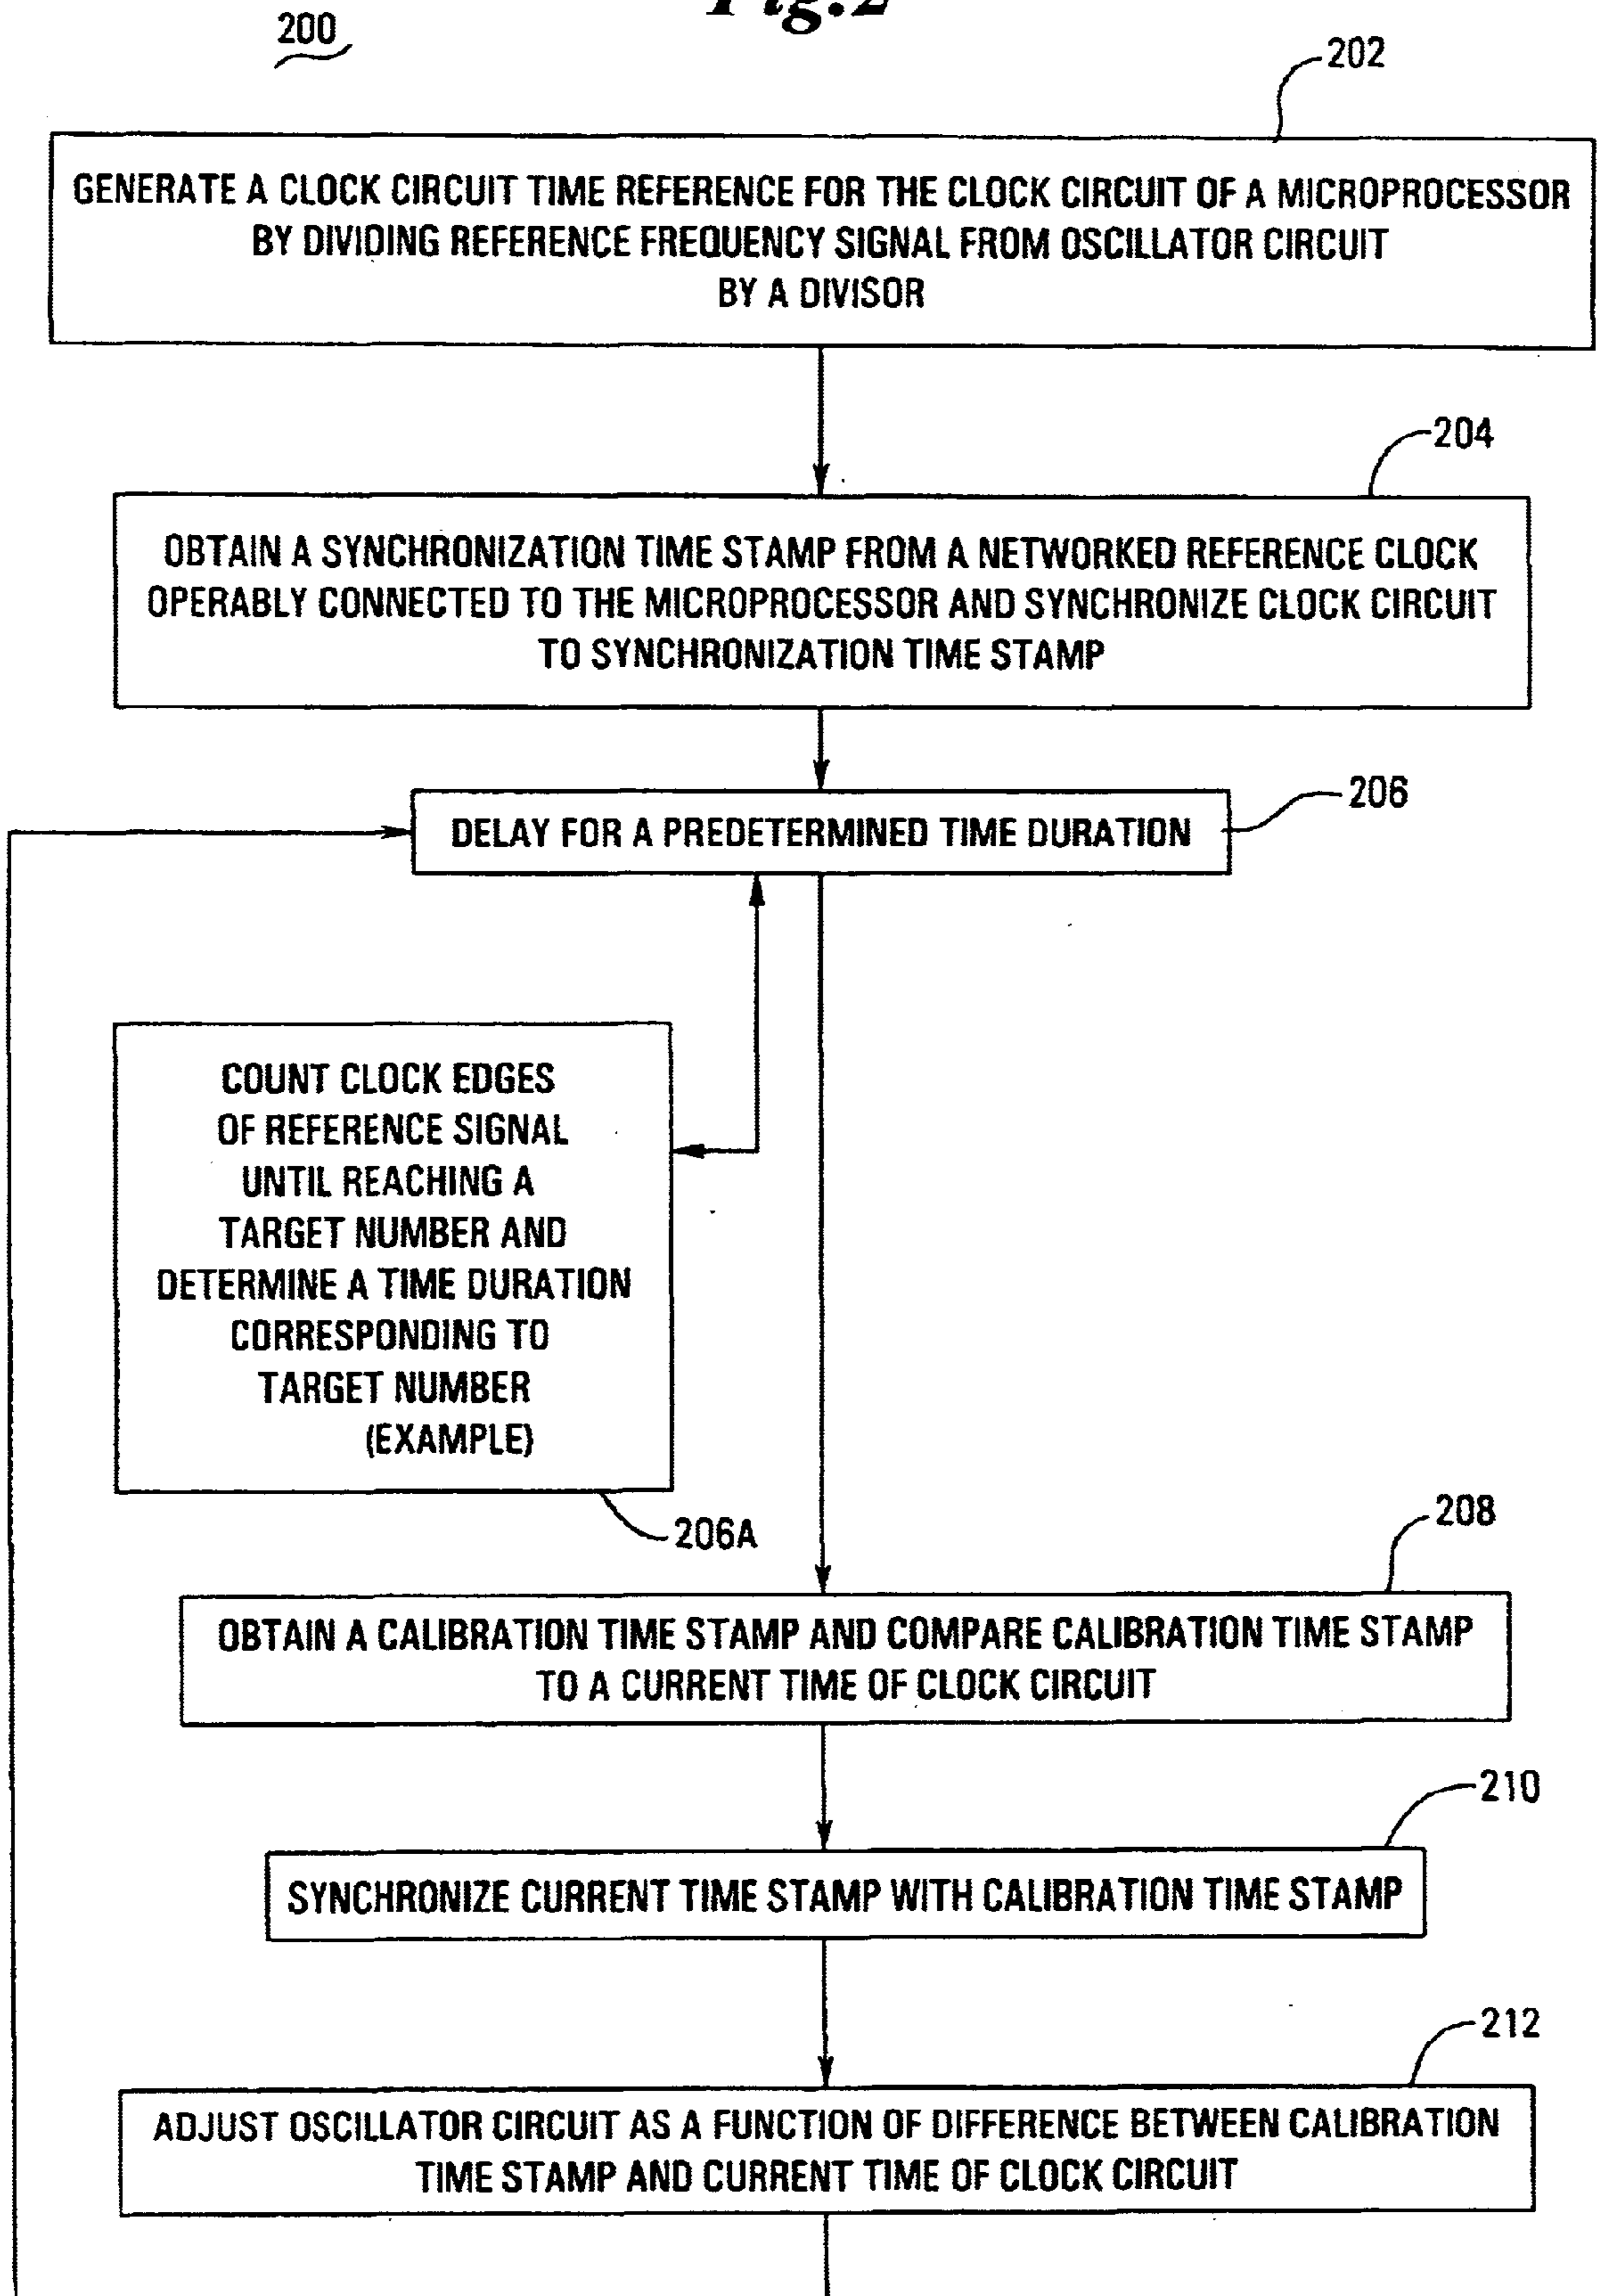 Fig.2
200
202
GENERATE A CLOCK CIRCUIT TIME REFERENCE FOR THE CLOCK CIRCUIT OF A MICROPROCESSOR
BY DIVIDING REFERENCE FREQUENCY SIGNAL FROM OSCILLATOR CIRCUIT
BY A DIVISOR
204
OBTAIN A SYNCHRONIZATION TIME STAMP FROM A NETWORKED REFERENCE CLOCK
OPERABLY CONNECTED TO THE MICROPROCESSOR AND SYNCHRONIZE CLOCK CIRCUIT
TO SYNCHRONIZATION TIME STAMP
206
DELAY FOR A PREDETERMINED TIME DURATION
COUNT CLOCK EDGES
OF REFERENCE SIGNAL
UNTIL REACHING A
TARGET NUMBER AND
DETERMINE A TIME DURATION
CORRESPONDING TO
TARGET NUMBER
(EXAMPLE)
206A
208
OBTAIN A CALIBRATION TIME STAMP AND COMPARE CALIBRATION TIME STAMP
TO A CURRENT TIME OF CLOCK CIRCUIT
210
SYNCHRONIZE CURRENT TIME STAMP WITH CALIBRATION TIME STAMP
212
ADJUST OSCILLATOR CIRCUIT AS A FUNCTION OF DIFFERENCE BETWEEN CALIBRATION
TIME STAMP AND CURRENT TIME OF CLOCK CIRCUIT